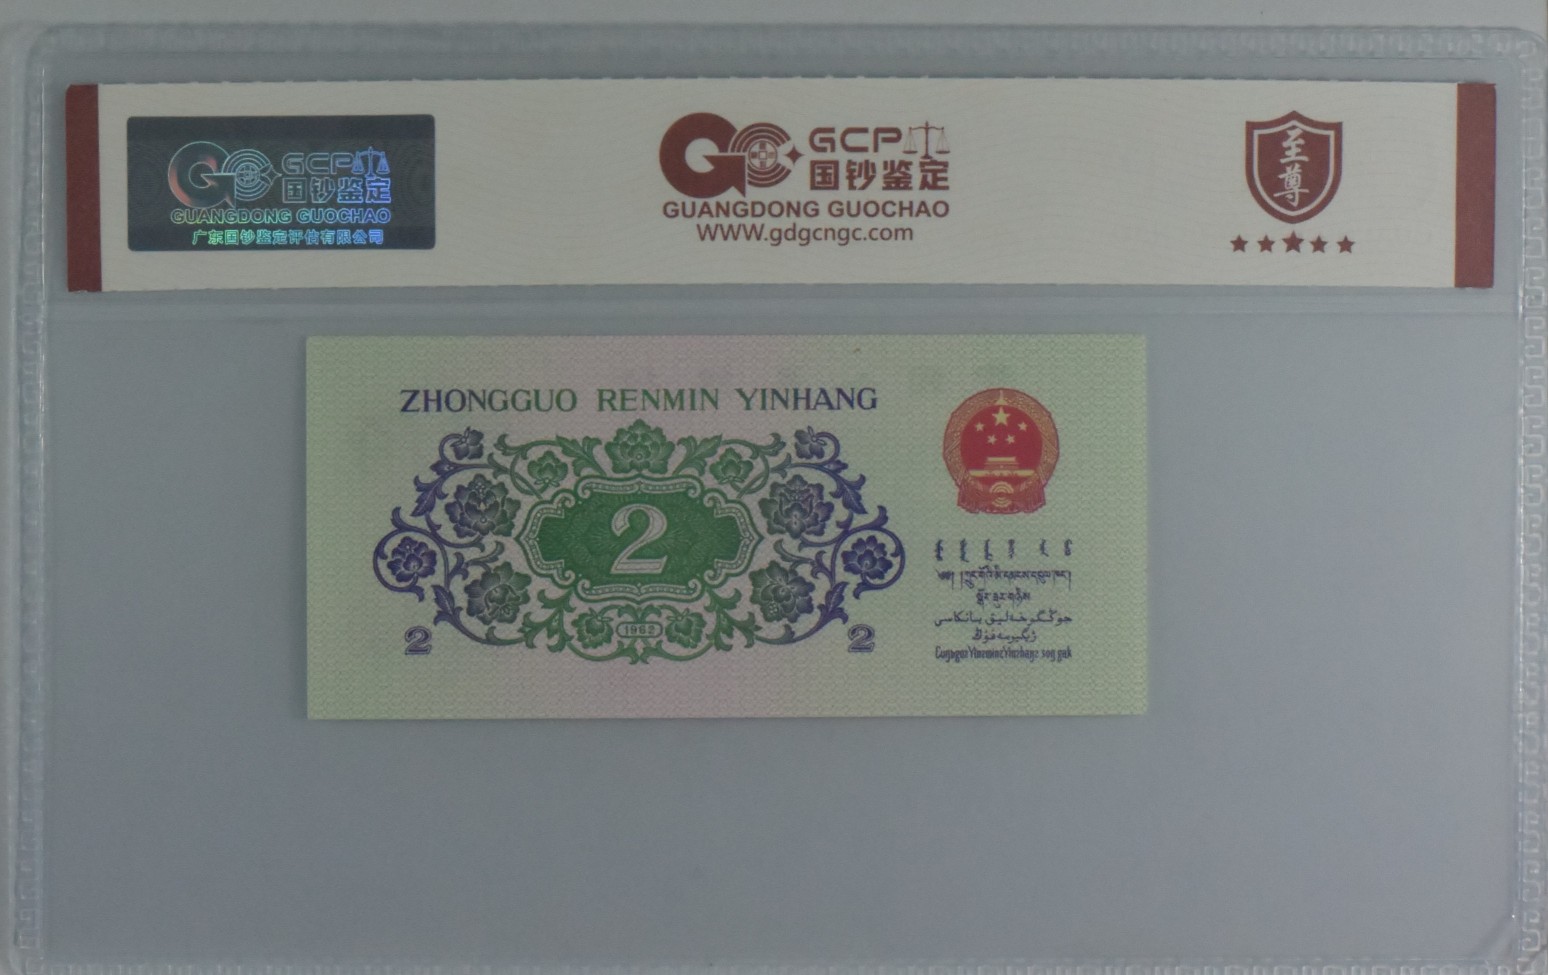 GCP
国钞鉴定
GUANGDONG GUOCHAO
广东国钞鉴定评估有限公司
GCP
国钞鉴定
GUANGDONG GUOCHAO
WWW.gdgcngc.com
至尊
ZHONGGUO RENMIN YINHANG
2
1962
2
2
جۇڭگوخەلىق بانكاسى